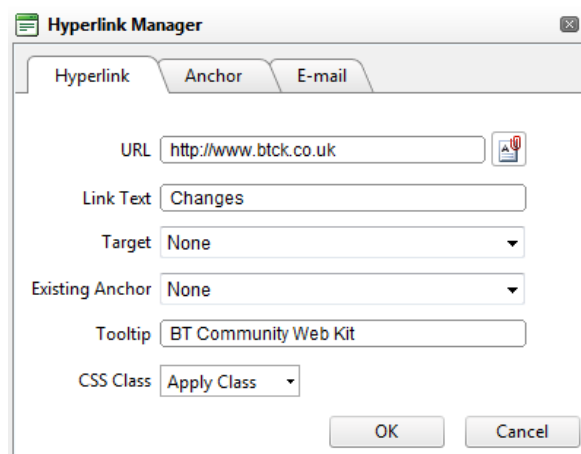 Hyperlink Manager
Hyperlink Anchor E-mail
URL http://www.btck.co.uk
Link Text Changes
Target None
Existing Anchor None
Tooltip BT Community Web Kit
CSS Class Apply Class
OK Cancel